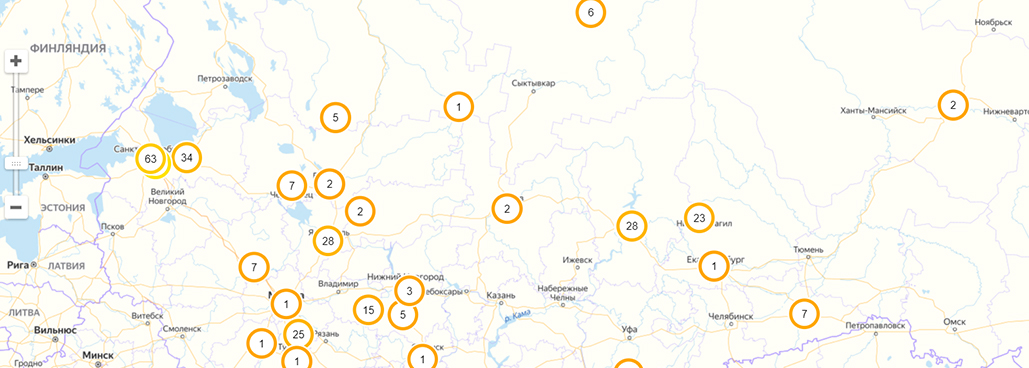 6
Ноябрьск
ФИНЛЯНДИЯ
Петрозаводск
Сыктывкар
Тампере
1
2
Ханты-Мансийск
Нижневарт
5
Хельсинки
63
34
Таллин
7
2
Великий
Новгород
2
2
ЭСТОНИЯ
Псков
28
23
28
Тюмень
Рига
ЛАТВИЯ
7
Ижевск
1
Нижний Новгород
Владимир
3
Казань
Набережные
Челны
1
15
5
р. Кама
7
ЛИТВА
Витебск
Челябинск
Омск
Вильнюс
Смоленск
25
Рязань
Уфа
Петропавловск
1
Минск
Гродно
1
1